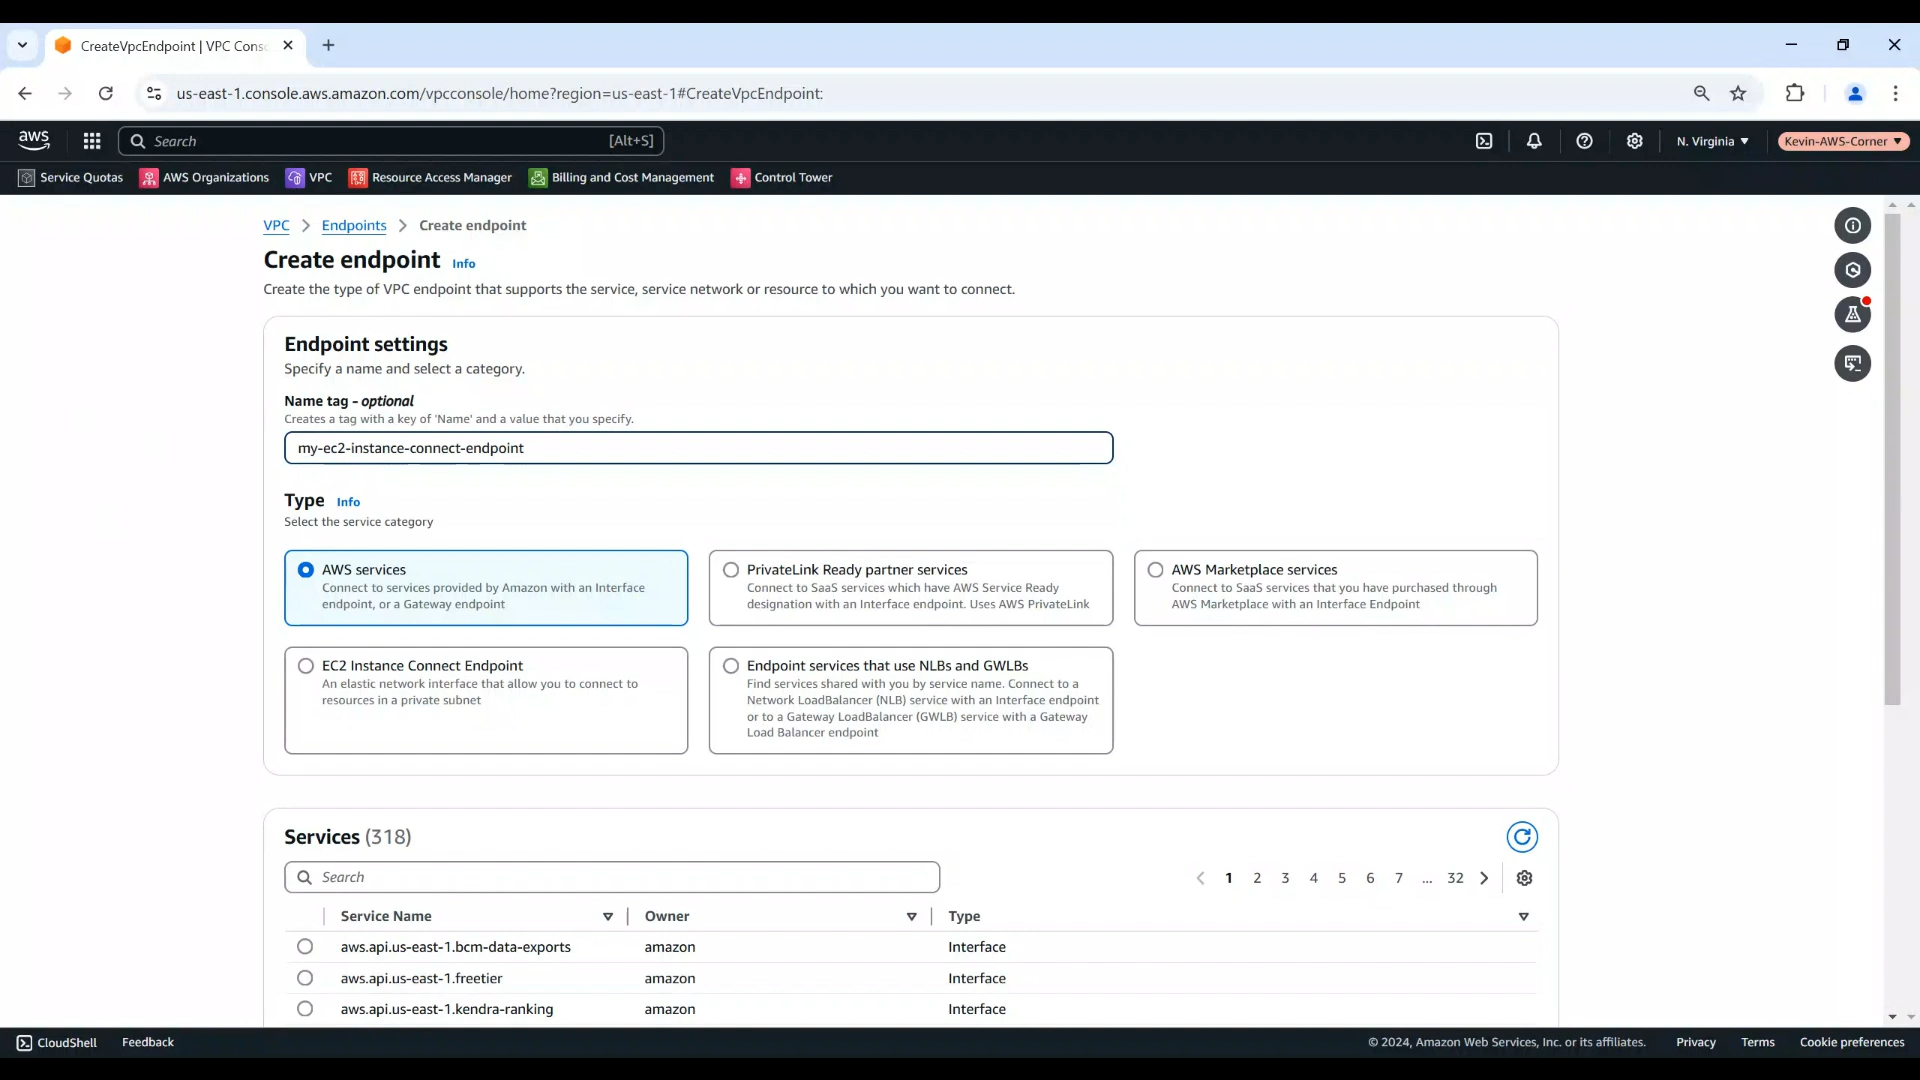 CreateVpcEndpoint | VPC Conso
us-east-1.console.aws.amazon.com/vpcconsole/home?region=us-east-1#CreateVpcEndpoint:
aws Search [Alt+S] N. Virginia Kevin-AWS-Corner
Service Quotas AWS Organizations VPC Resource Access Manager Billing and Cost Management Control Tower
VPC Endpoints Create endpoint
Create endpoint Info
Create the type of VPC endpoint that supports the service, service network or resource to which you want to connect.
Endpoint settings
Specify a name and select a category.
Name tag - optional
Creates a tag with a key of 'Name' and a value that you specify.
my-ec2-instance-connect-endpoint
Type Info
Select the service category
AWS services
Connect to services provided by Amazon with an Interface
endpoint, or a Gateway endpoint
PrivateLink Ready partner services
Connect to SaaS services which have AWS Service Ready
designation with an Interface endpoint. Uses AWS PrivateLink
AWS Marketplace services
Connect to SaaS services that you have purchased through
AWS Marketplace with an Interface Endpoint
EC2 Instance Connect Endpoint
An elastic network interface that allow you to connect to
resources in a private subnet
Endpoint services that use NLBs and GWLBs
Find services shared with you by service name. Connect to a
Network LoadBalancer (NLB) service with an Interface endpoint
or to a Gateway LoadBalancer (GWLB) service with a Gateway
Load Balancer endpoint
Services (318)
Search 1 2 3 4 5 6 7 ... 32
Service Name Owner Type
aws.api.us-east-1.bcm-data-exports amazon Interface
aws.api.us-east-1.freetier amazon Interface
aws.api.us-east-1.kendra-ranking amazon Interface
CloudShell Feedback © 2024, Amazon Web Services, Inc. or its affiliates. Privacy Terms Cookie preferences